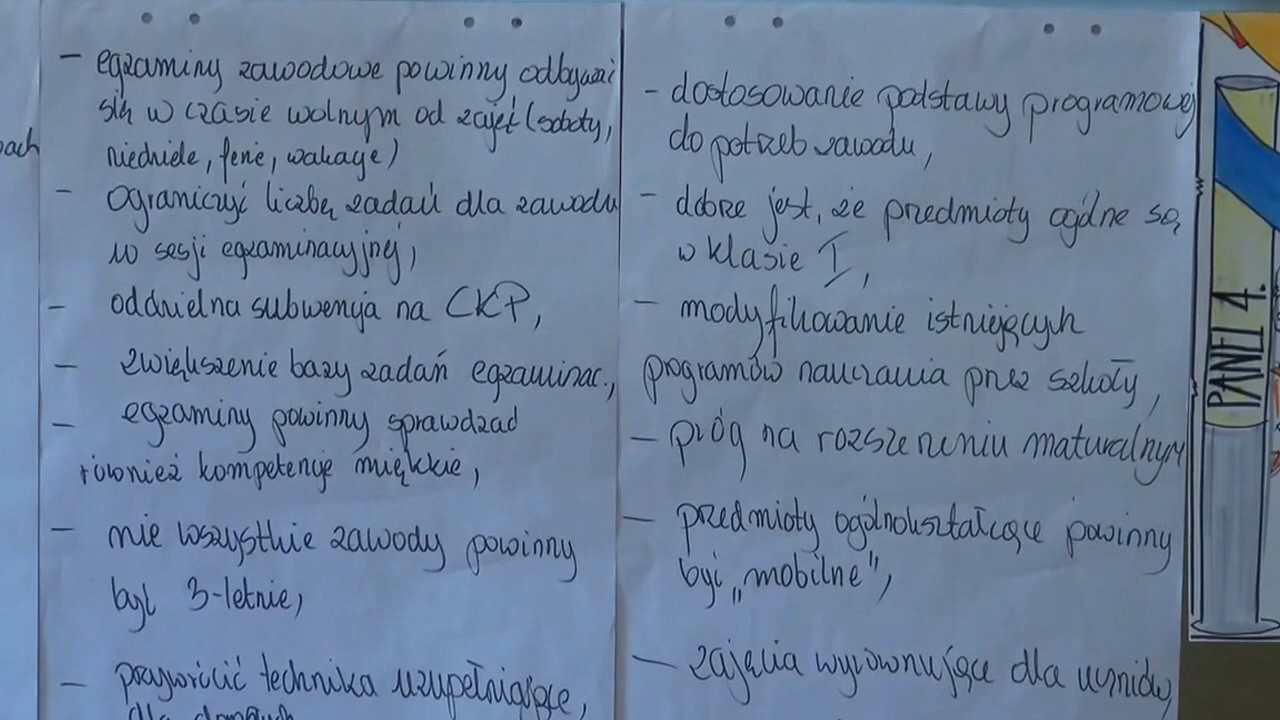 - egzaminy zawodowe powinny odbywać
się w czasie wolnym od zajęć (soboty,
niedziele, ferie, wakacje)
- Ograniczyć liczbę zadań dla zawodu
w sesji egzaminacyjnej,
- oddzielna subwencja na CKP,
- zwiększenie bazy zadań egzaminac.,
- egzaminy powinny sprawdzać
również kompetencje miękkie,
- nie wszystkie zawody powinny
być 3-letnie,
- przywrócić technika uzupełniające,
dla dorosłych
- dostosowanie podstawy programowej
do potrzeb zawodu,
- dobrze jest, że przedmioty ogólne są
w klasie I,
- modyfikowanie istniejących
programów nauczania przez szkoły,
- próg na rozszerzeniu maturalnym
- przedmioty ogólnokształcące powinny
być „mobilne”,
- zajęcia wyrównujące dla uczniów,
PANEL 4.